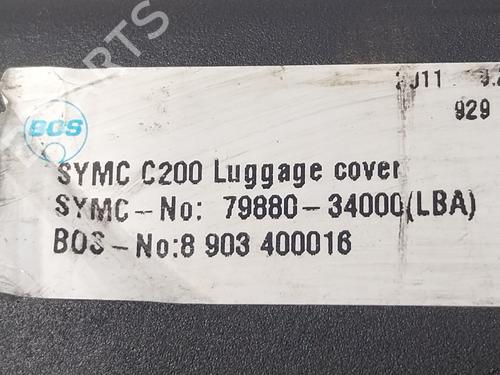 BOS
929
SYMC C200 Luggage cover
SYMC-No: 79880-34000(LBA)
BOS-No:8 903 400016